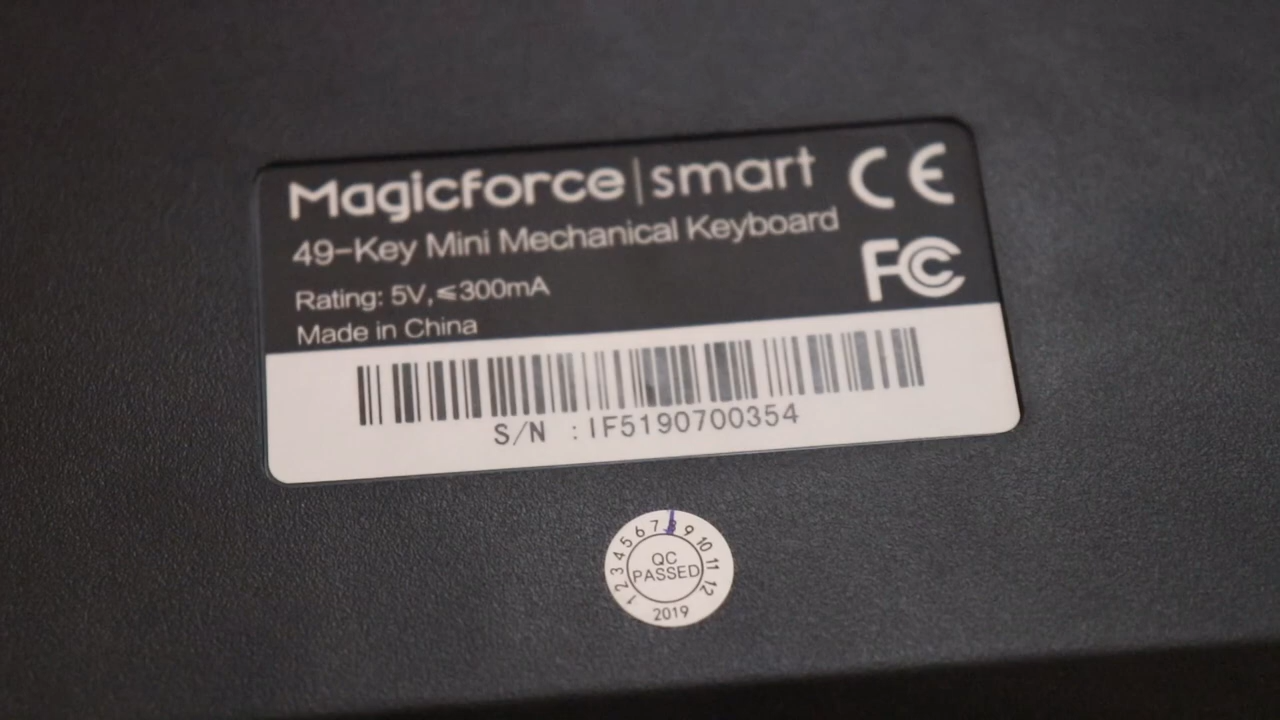 Magicforce|smart
CE
49-Key Mini Mechanical Keyboard
FC
Rating: 5V,≤300mA
Made in China
S/N :IF5190700354
1 2 3 4 5 6 7 8 9 10 11 12
QC
PASSED
2019